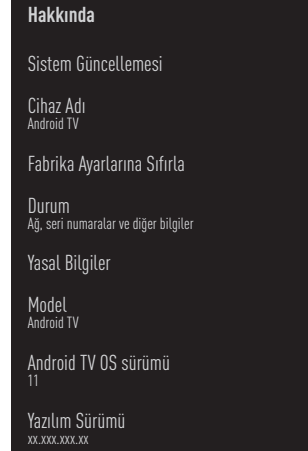 Hakkında
Sistem Güncellemesi
Cihaz Adı
Android TV
Fabrika Ayarlarına Sıfırla
Durum
Ağ, seri numaralar ve diğer bilgiler
Yasal Bilgiler
Model
Android TV
Android TV OS sürümü
11
Yazılım Sürümü
xx.xxx.xxx.xx